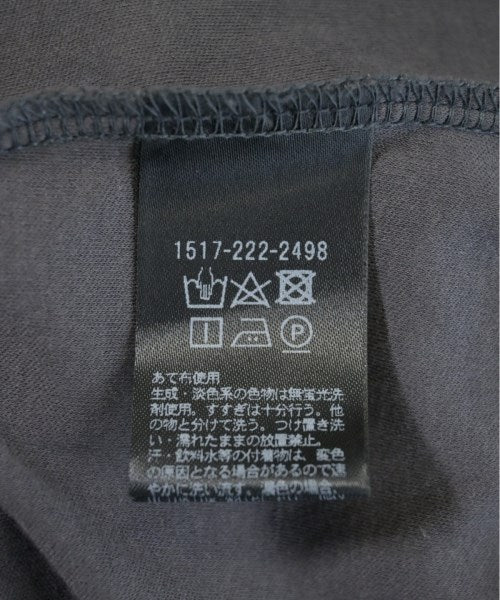 1517-222-2498
P
あて布使用
生成・淡色系の色物は無蛍光洗
剤使用。すすぎは十分行う。他
の物と分けて洗う。つけ置き洗
い・濡れたままの放置禁止。
汗・飲料水等の付着物は、変色
の原因となる場合があるので速
やかに洗い流す。濃色の場合、